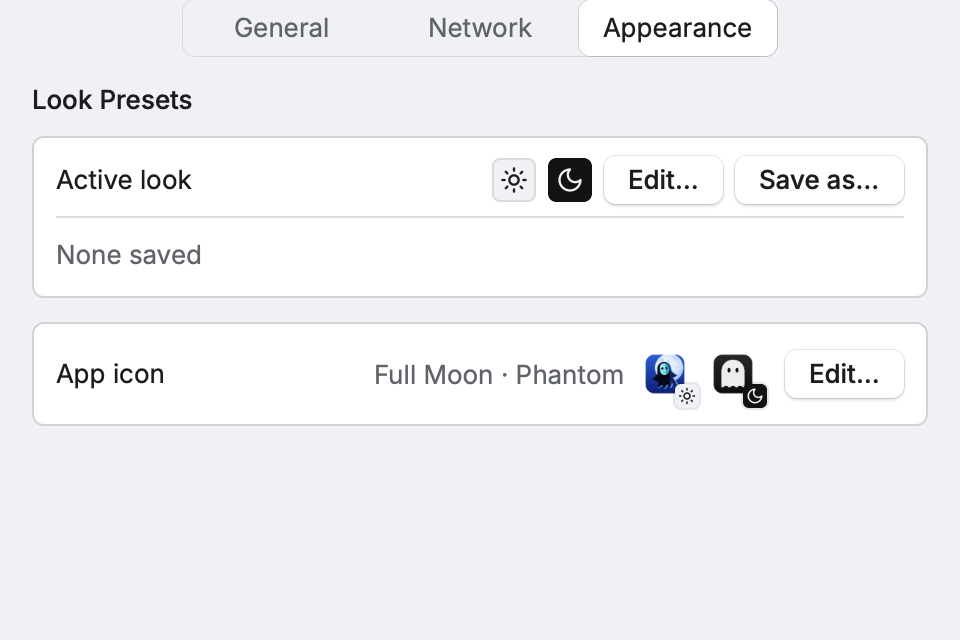 General
Network
Appearance
Look Presets
Active look
Edit...
Save as...
None saved
App icon
Full Moon · Phantom
Edit...